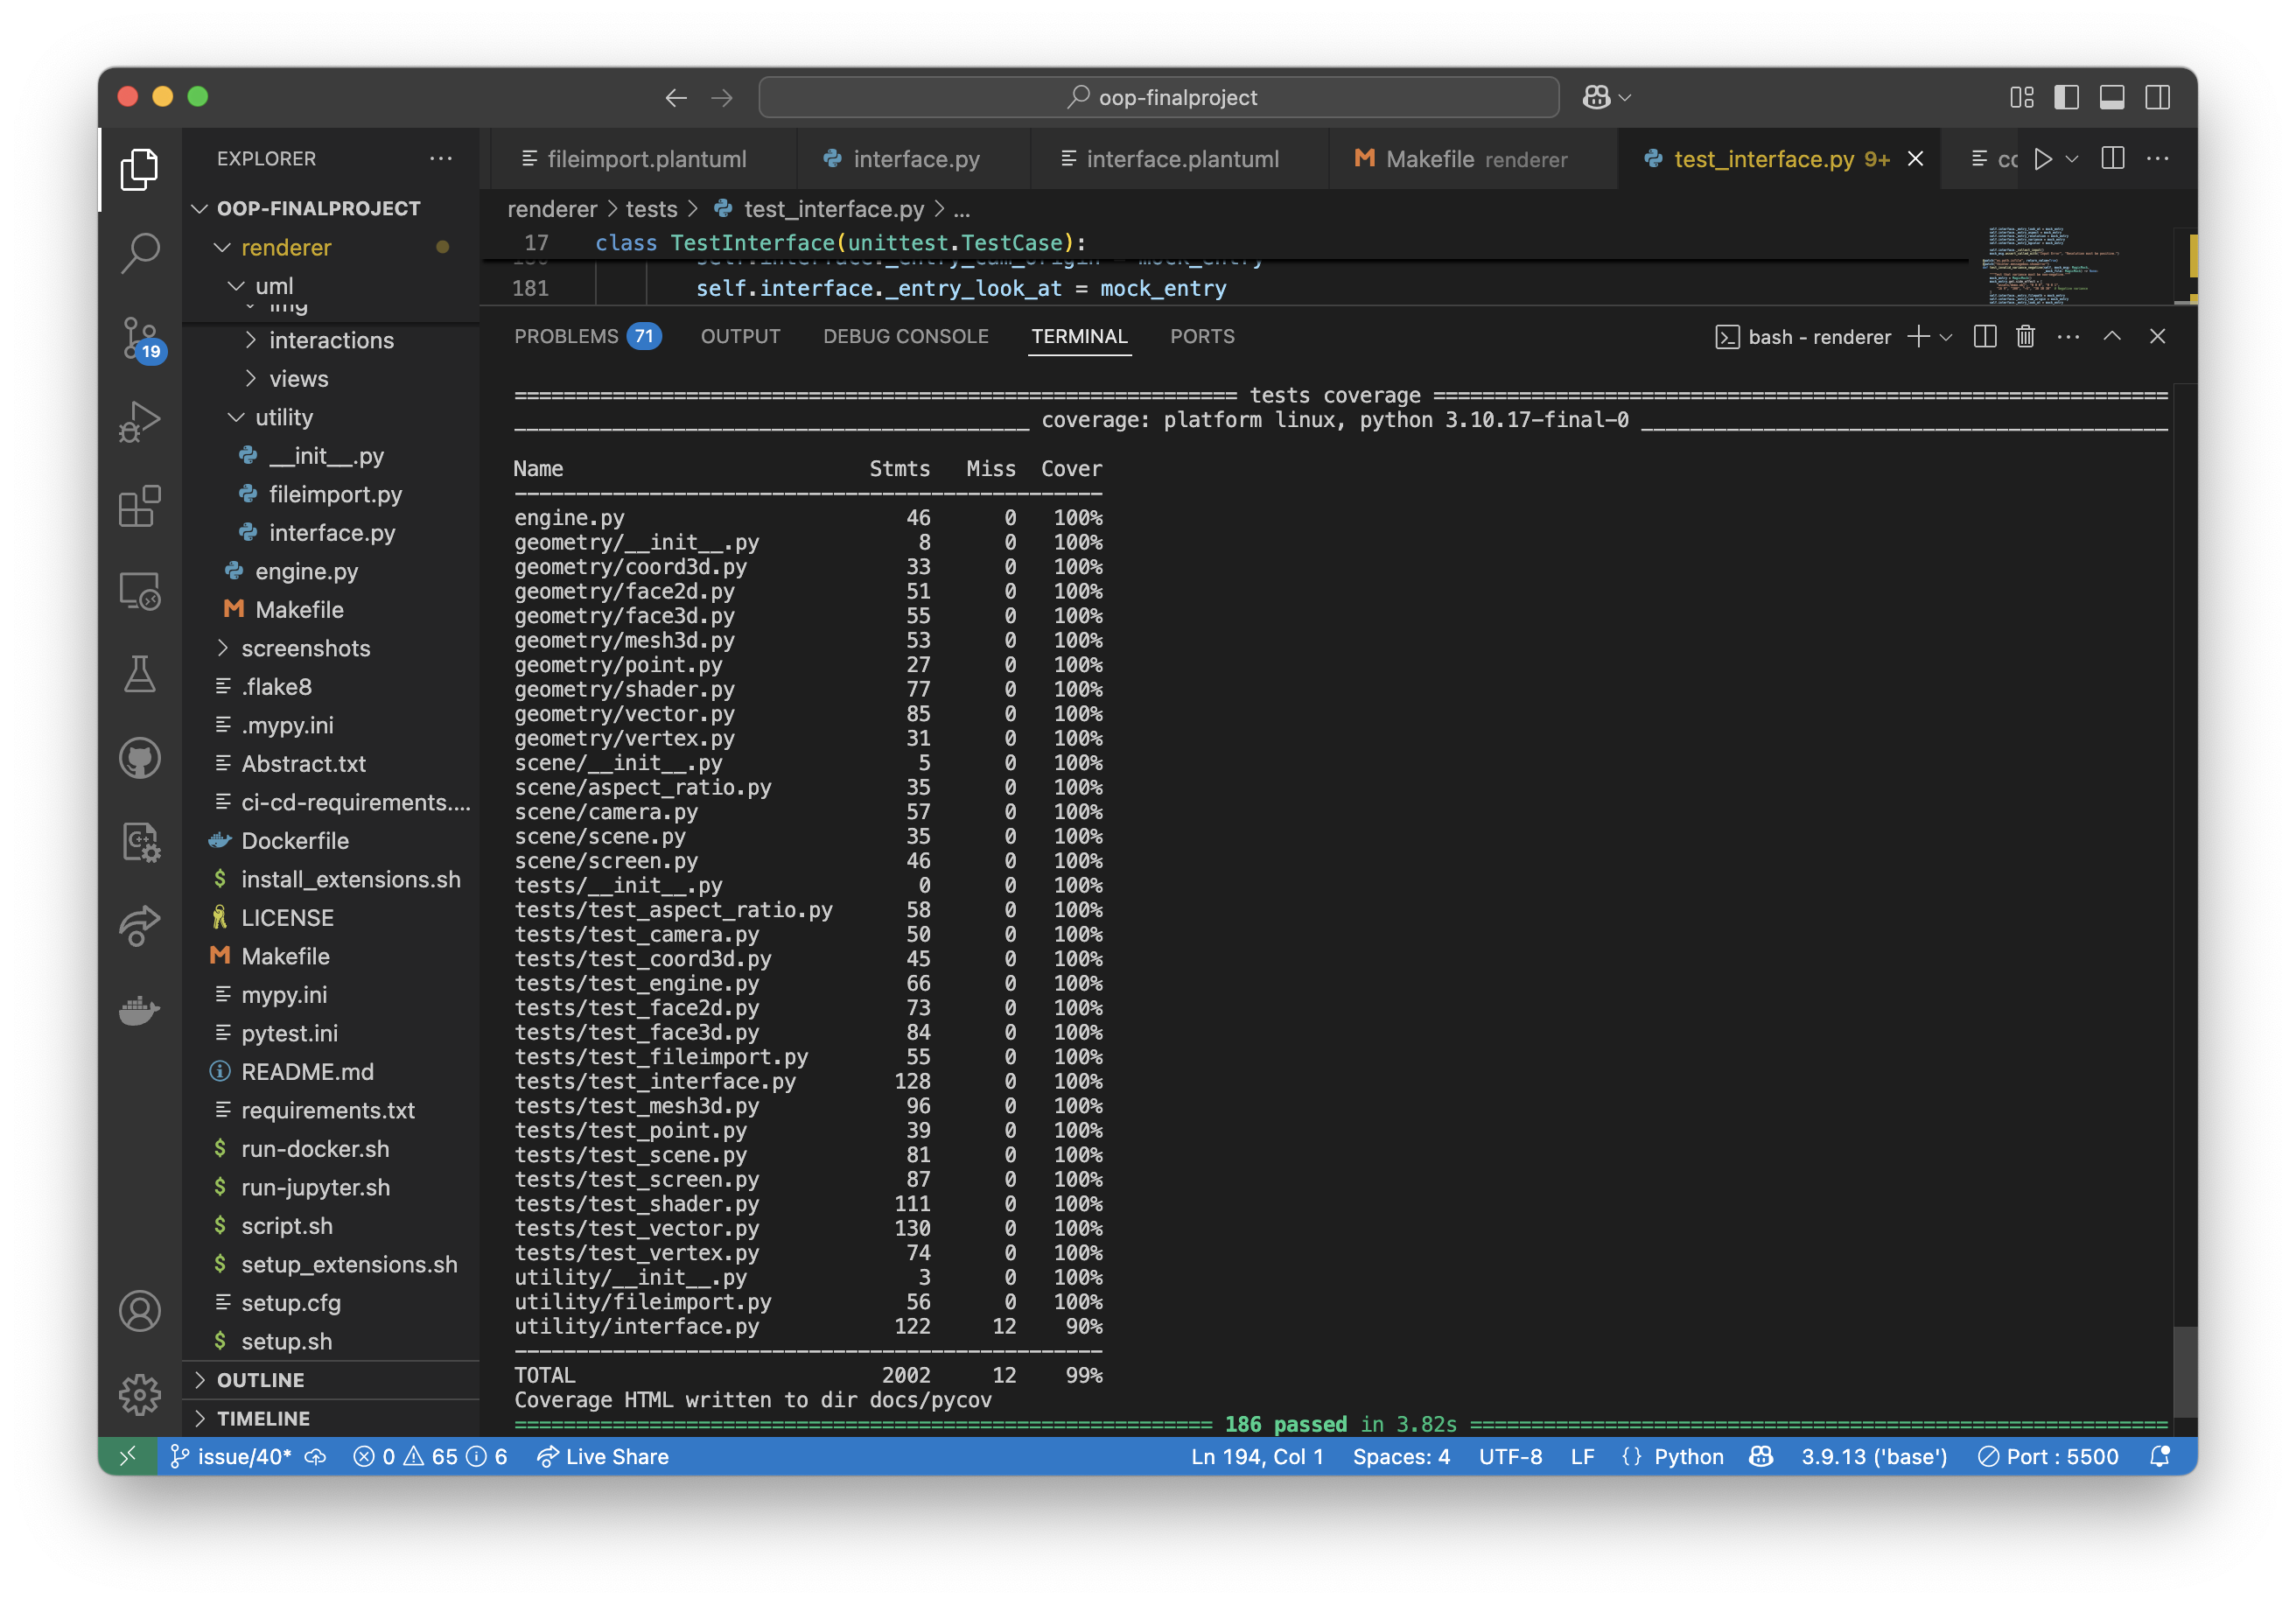 oop-finalproject
EXPLORER
OOP-FINALPROJECT
renderer
uml
img
interactions
views
utility
__init__.py
fileimport.py
interface.py
engine.py
Makefile
screenshots
.flake8
.mypy.ini
Abstract.txt
ci-cd-requirements....
Dockerfile
install_extensions.sh
LICENSE
Makefile
mypy.ini
pytest.ini
README.md
requirements.txt
run-docker.sh
run-jupyter.sh
script.sh
setup_extensions.sh
setup.cfg
setup.sh
OUTLINE
TIMELINE
19
fileimport.plantuml interface.py interface.plantuml Makefile renderer test_interface.py 9+
renderer > tests > test_interface.py > ...
17 class TestInterface(unittest.TestCase):
self.interface._entry_cam_origin = mock_entry
181 self.interface._entry_look_at = mock_entry
PROBLEMS 71 OUTPUT DEBUG CONSOLE TERMINAL PORTS bash - renderer
tests coverage
coverage: platform linux, python 3.10.17-final-0
Name Stmts Miss Cover
engine.py 46 0 100%
geometry/__init__.py 8 0 100%
geometry/coord3d.py 33 0 100%
geometry/face2d.py 51 0 100%
geometry/face3d.py 55 0 100%
geometry/mesh3d.py 53 0 100%
geometry/point.py 27 0 100%
geometry/shader.py 77 0 100%
geometry/vector.py 85 0 100%
geometry/vertex.py 31 0 100%
scene/__init__.py 5 0 100%
scene/aspect_ratio.py 35 0 100%
scene/camera.py 57 0 100%
scene/scene.py 35 0 100%
scene/screen.py 46 0 100%
tests/__init__.py 0 0 100%
tests/test_aspect_ratio.py 58 0 100%
tests/test_camera.py 50 0 100%
tests/test_coord3d.py 45 0 100%
tests/test_engine.py 66 0 100%
tests/test_face2d.py 73 0 100%
tests/test_face3d.py 84 0 100%
tests/test_fileimport.py 55 0 100%
tests/test_interface.py 128 0 100%
tests/test_mesh3d.py 96 0 100%
tests/test_point.py 39 0 100%
tests/test_scene.py 81 0 100%
tests/test_screen.py 87 0 100%
tests/test_shader.py 111 0 100%
tests/test_vector.py 130 0 100%
tests/test_vertex.py 74 0 100%
utility/__init__.py 3 0 100%
utility/fileimport.py 56 0 100%
utility/interface.py 122 12 90%
TOTAL 2002 12 99%
Coverage HTML written to dir docs/pycov
186 passed in 3.82s
issue/40* 0 65 6 Live Share Ln 194, Col 1 Spaces: 4 UTF-8 LF {} Python 3.9.13 ('base') Port : 5500